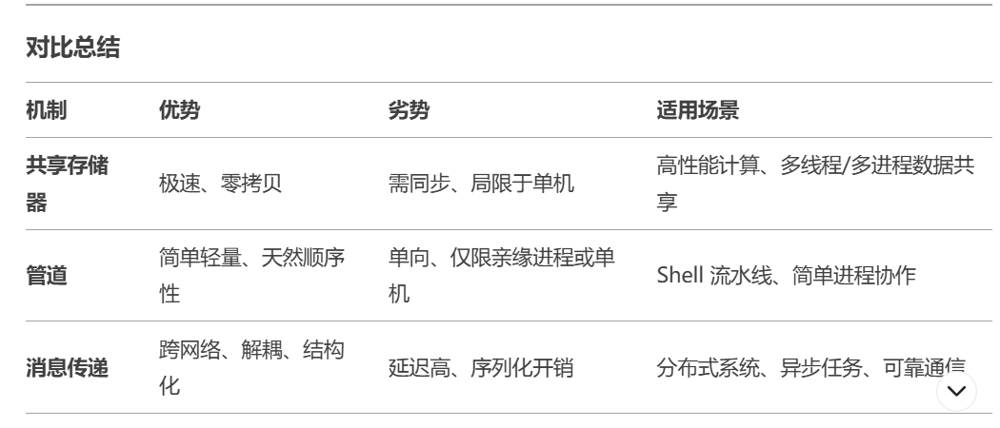 对比总结
机制 优势 劣势 适用场景
共享存储
器
极速、零拷贝
需同步、局限于单机
高性能计算、多线程/多进程数据共
享
管道
简单轻量、天然顺序
性
单向、仅限亲缘进程或单
机
Shell 流水线、简单进程协作
消息传递
跨网络、解耦、结构
化
延迟高、序列化开销
分布式系统、异步任务、可靠通信